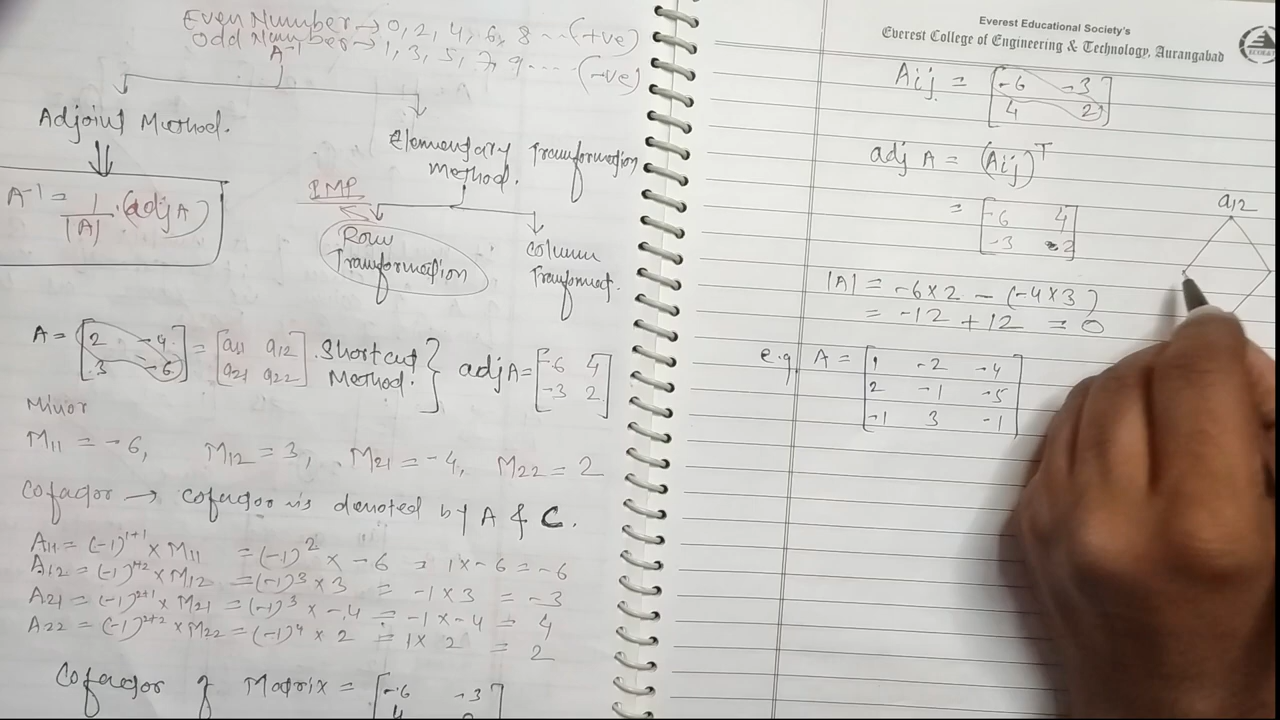 Even Number → 0, 2, 4, 6, 8 ... (+ve)
Odd Number → 1, 3, 5, 7, 9 .... (-ve)
A⁻¹
Adjoint Method.
Elementary Transformation
Method.
A⁻¹ = 1/|A| · (adj A)
IMP
Row
Transformation
Column
Transformat.
A = [2 -4; 3 -6] = [a11 a12; a21 a22] . Shortcut Method. } adj A = [-6 4; -3 2]
Minor
M11 = -6, M12 = 3, M21 = -4, M22 = 2
Cofactor → cofactor is denoted by A & C.
A11 = (-1)¹⁺¹ × M11 = (-1)² × -6 = 1 × -6 = -6
A12 = (-1)¹⁺² × M12 = (-1)³ × 3 = -1 × 3 = -3
A21 = (-1)²⁺¹ × M21 = (-1)³ × -4 = -1 × -4 = 4
A22 = (-1)²⁺² × M22 = (-1)⁴ × 2 = 1 × 2 = 2
Cofactor of Matrix = [-6 -3
4
Everest Educational Society's
Everest College of Engineering & Technology, Aurangabad
Aij = [-6 -3; 4 2]
adj A = (Aij)ᵀ
= [-6 4; -3 2]
a12
|A| = -6×2 - (-4×3)
= -12 + 12 = 0
e.g. A = [1 -2 -4
2 -1 -5
-1 3 -1]